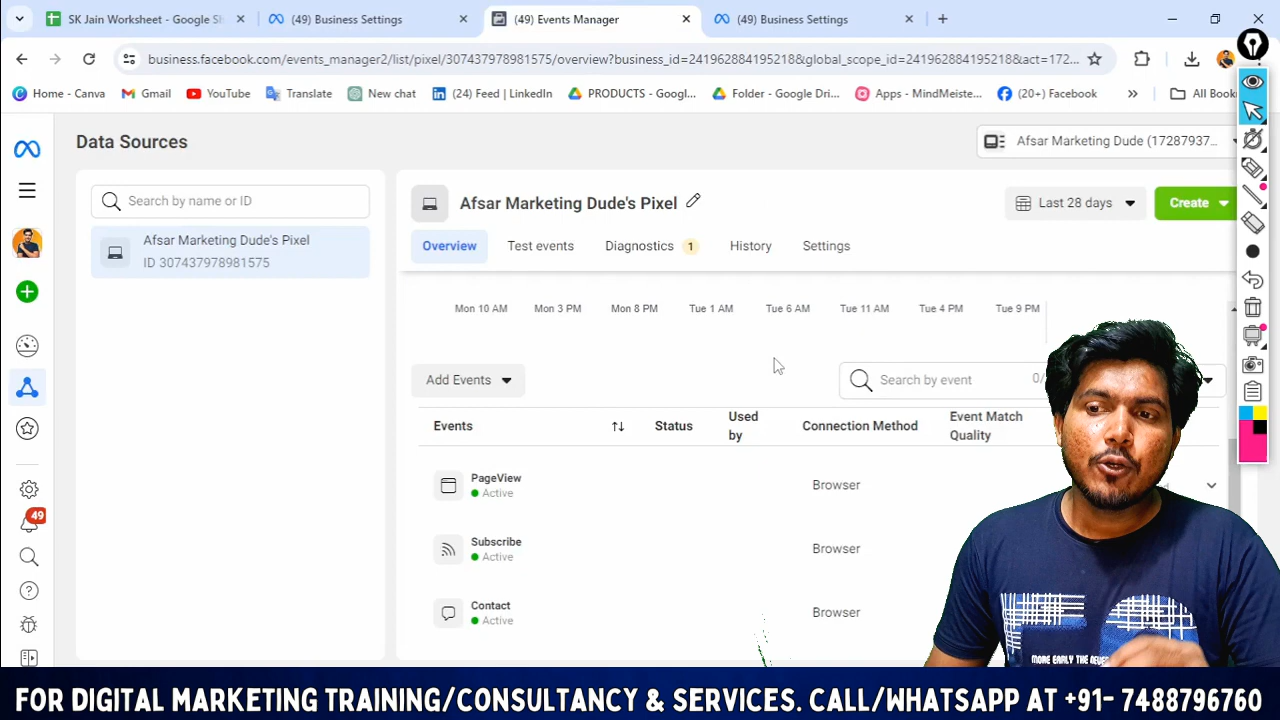 SK Jain Worksheet - Google Sh
(49) Business Settings
(49) Events Manager
(49) Business Settings
business.facebook.com/events_manager2/list/pixel/307437978981575/overview?business_id=241962884195218&global_scope_id=241962884195218&act=172...
Home - Canva
Gmail
YouTube
Translate
New chat
(24) Feed | LinkedIn
PRODUCTS - Googl...
Folder - Google Dri...
Apps - MindMeiste...
(20+) Facebook
All Book
Data Sources
Afsar Marketing Dude (17287937...
Search by name or ID
Afsar Marketing Dude's Pixel
ID 307437978981575
Afsar Marketing Dude's Pixel
Last 28 days
Create
Overview
Test events
Diagnostics 1
History
Settings
Mon 10 AM Mon 3 PM Mon 8 PM Tue 1 AM Tue 6 AM Tue 11 AM Tue 4 PM Tue 9 PM
Add Events
Search by event
0/
Events
Status
Used by
Connection Method
Event Match Quality
PageView
Active
Browser
Subscribe
Active
Browser
Contact
Active
Browser
49
MORE EARLY THE
FOR DIGITAL MARKETING TRAINING/CONSULTANCY & SERVICES. CALL/WHATSAPP AT +91- 7488796760